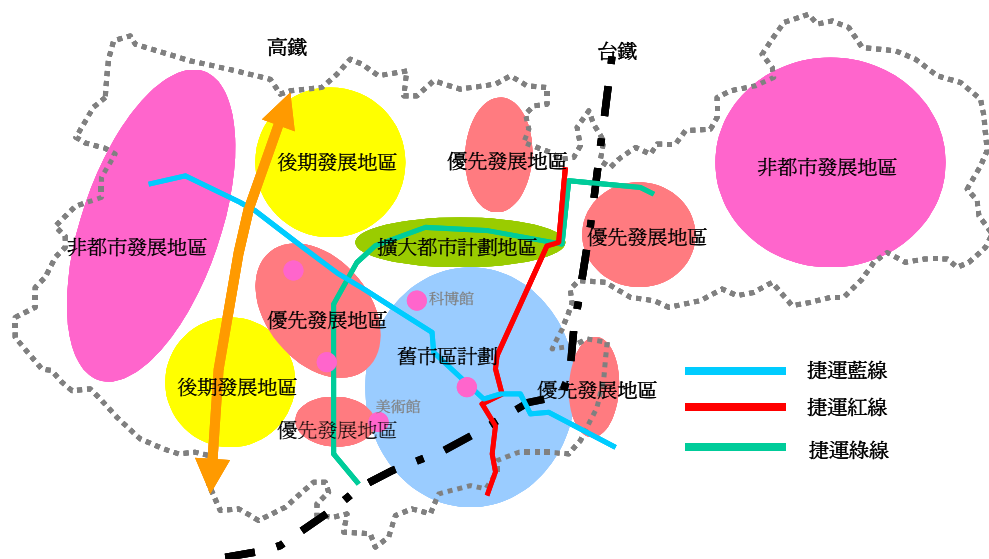 高鐵
台鐵
後期發展地區
優先發展地區
非都市發展地區
非都市發展地區
擴大都市計劃地區
優先發展地區
科博館
優先發展地區
舊市區計劃
後期發展地區
優先發展地區
美術館
優先發展地區
捷運藍線
捷運紅線
捷運綠線